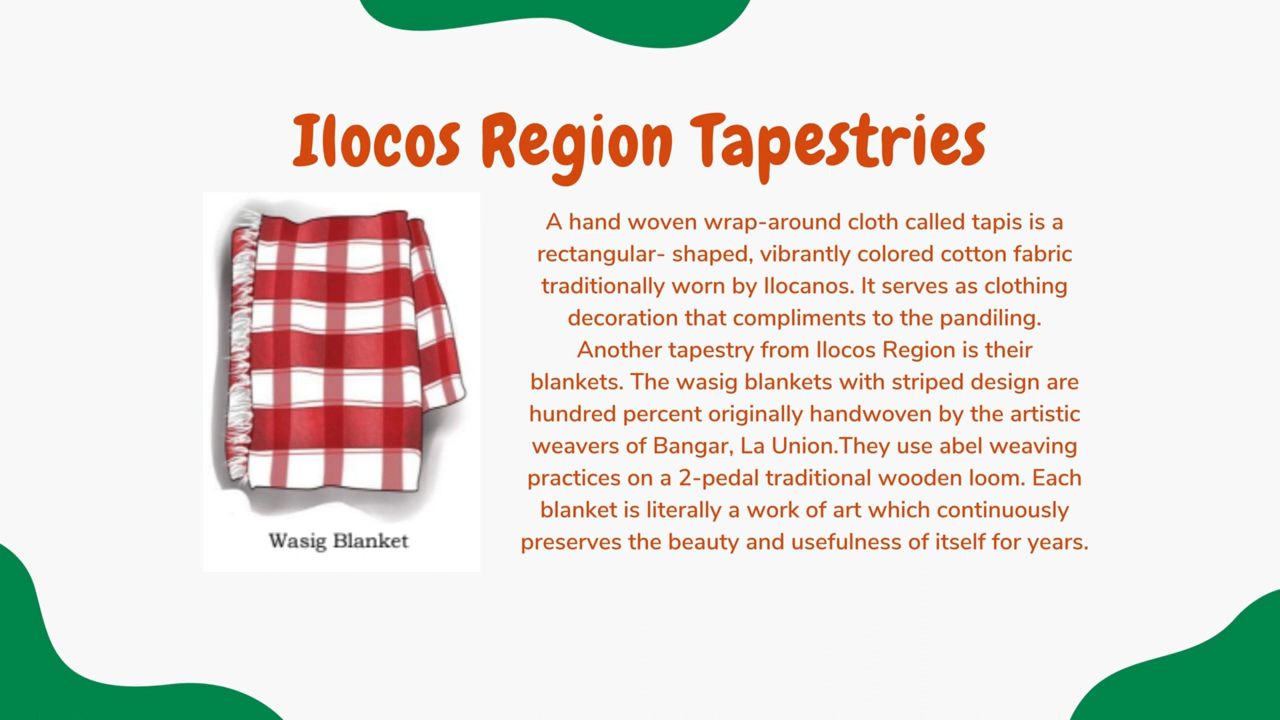 Ilocos Region Tapestries
A hand woven wrap-around cloth called tapis is a
rectangular- shaped, vibrantly colored cotton fabric
traditionally worn by Ilocanos. It serves as clothing
decoration that compliments to the pandiling.
Another tapestry from Ilocos Region is their
blankets. The wasig blankets with striped design are
hundred percent originally handwoven by the artistic
weavers of Bangar, La Union.They use abel weaving
practices on a 2-pedal traditional wooden loom. Each
blanket is literally a work of art which continuously
preserves the beauty and usefulness of itself for years.
Wasig Blanket